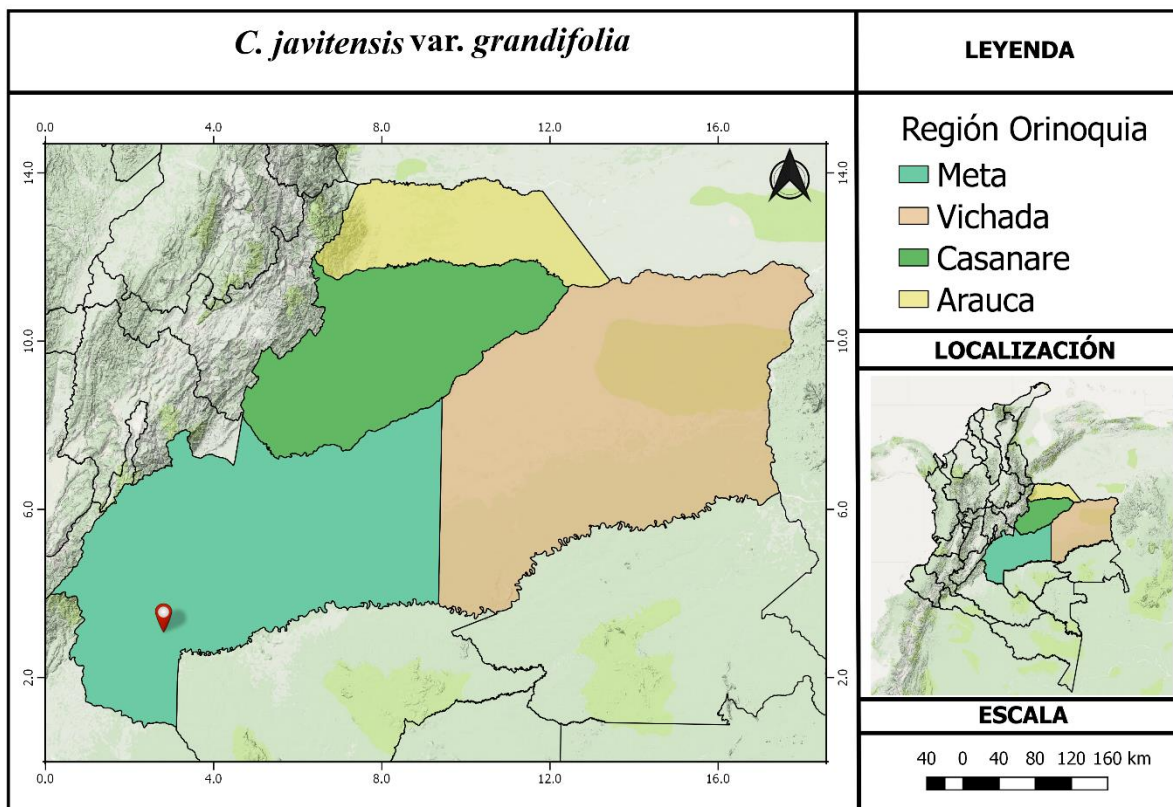 C. javitensis var. grandifolia
LEYENDA
Región Orinoquia
Meta
Vichada
Casanare
Arauca
LOCALIZACIÓN
ESCALA
40 0 40 80 120 160 km
0.0 4.0 8.0 12.0 16.0
14.0 14.0
10.0 10.0
6.0 6.0
2.0 2.0
0.0 4.0 8.0 12.0 16.0